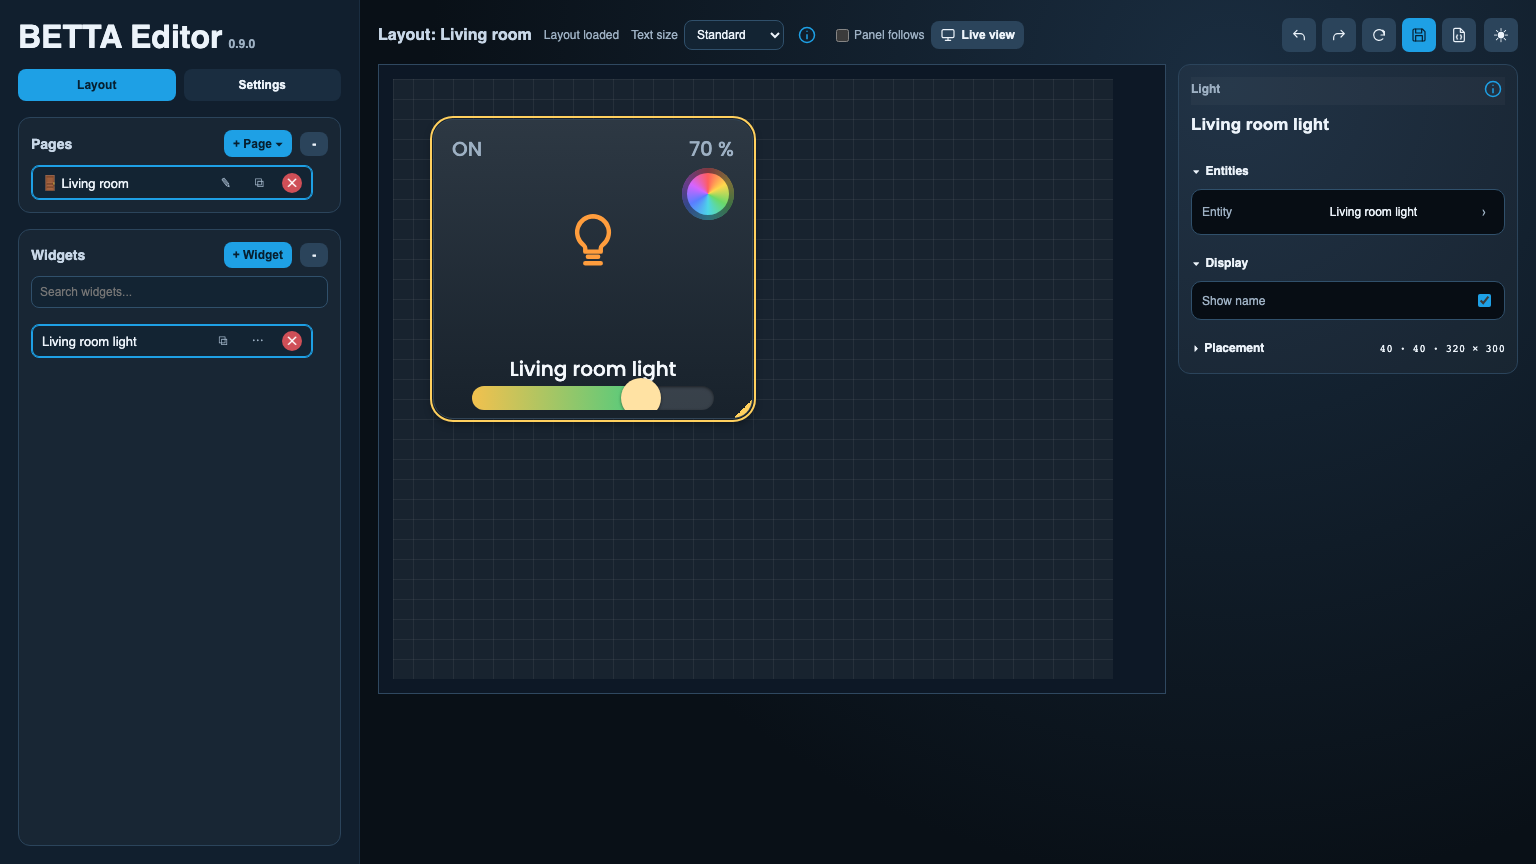 BETTA Editor 0.9.0
Layout
Settings
Pages
+ Page
-
Living room
Widgets
+ Widget
-
Search widgets...
Living room light
Layout: Living room
Layout loaded
Text size
Standard
Panel follows
Live view
ON
70 %
Living room light
Light
Living room light
Entities
Entity
Living room light
Display
Show name
Placement
40 · 40 · 320 × 300